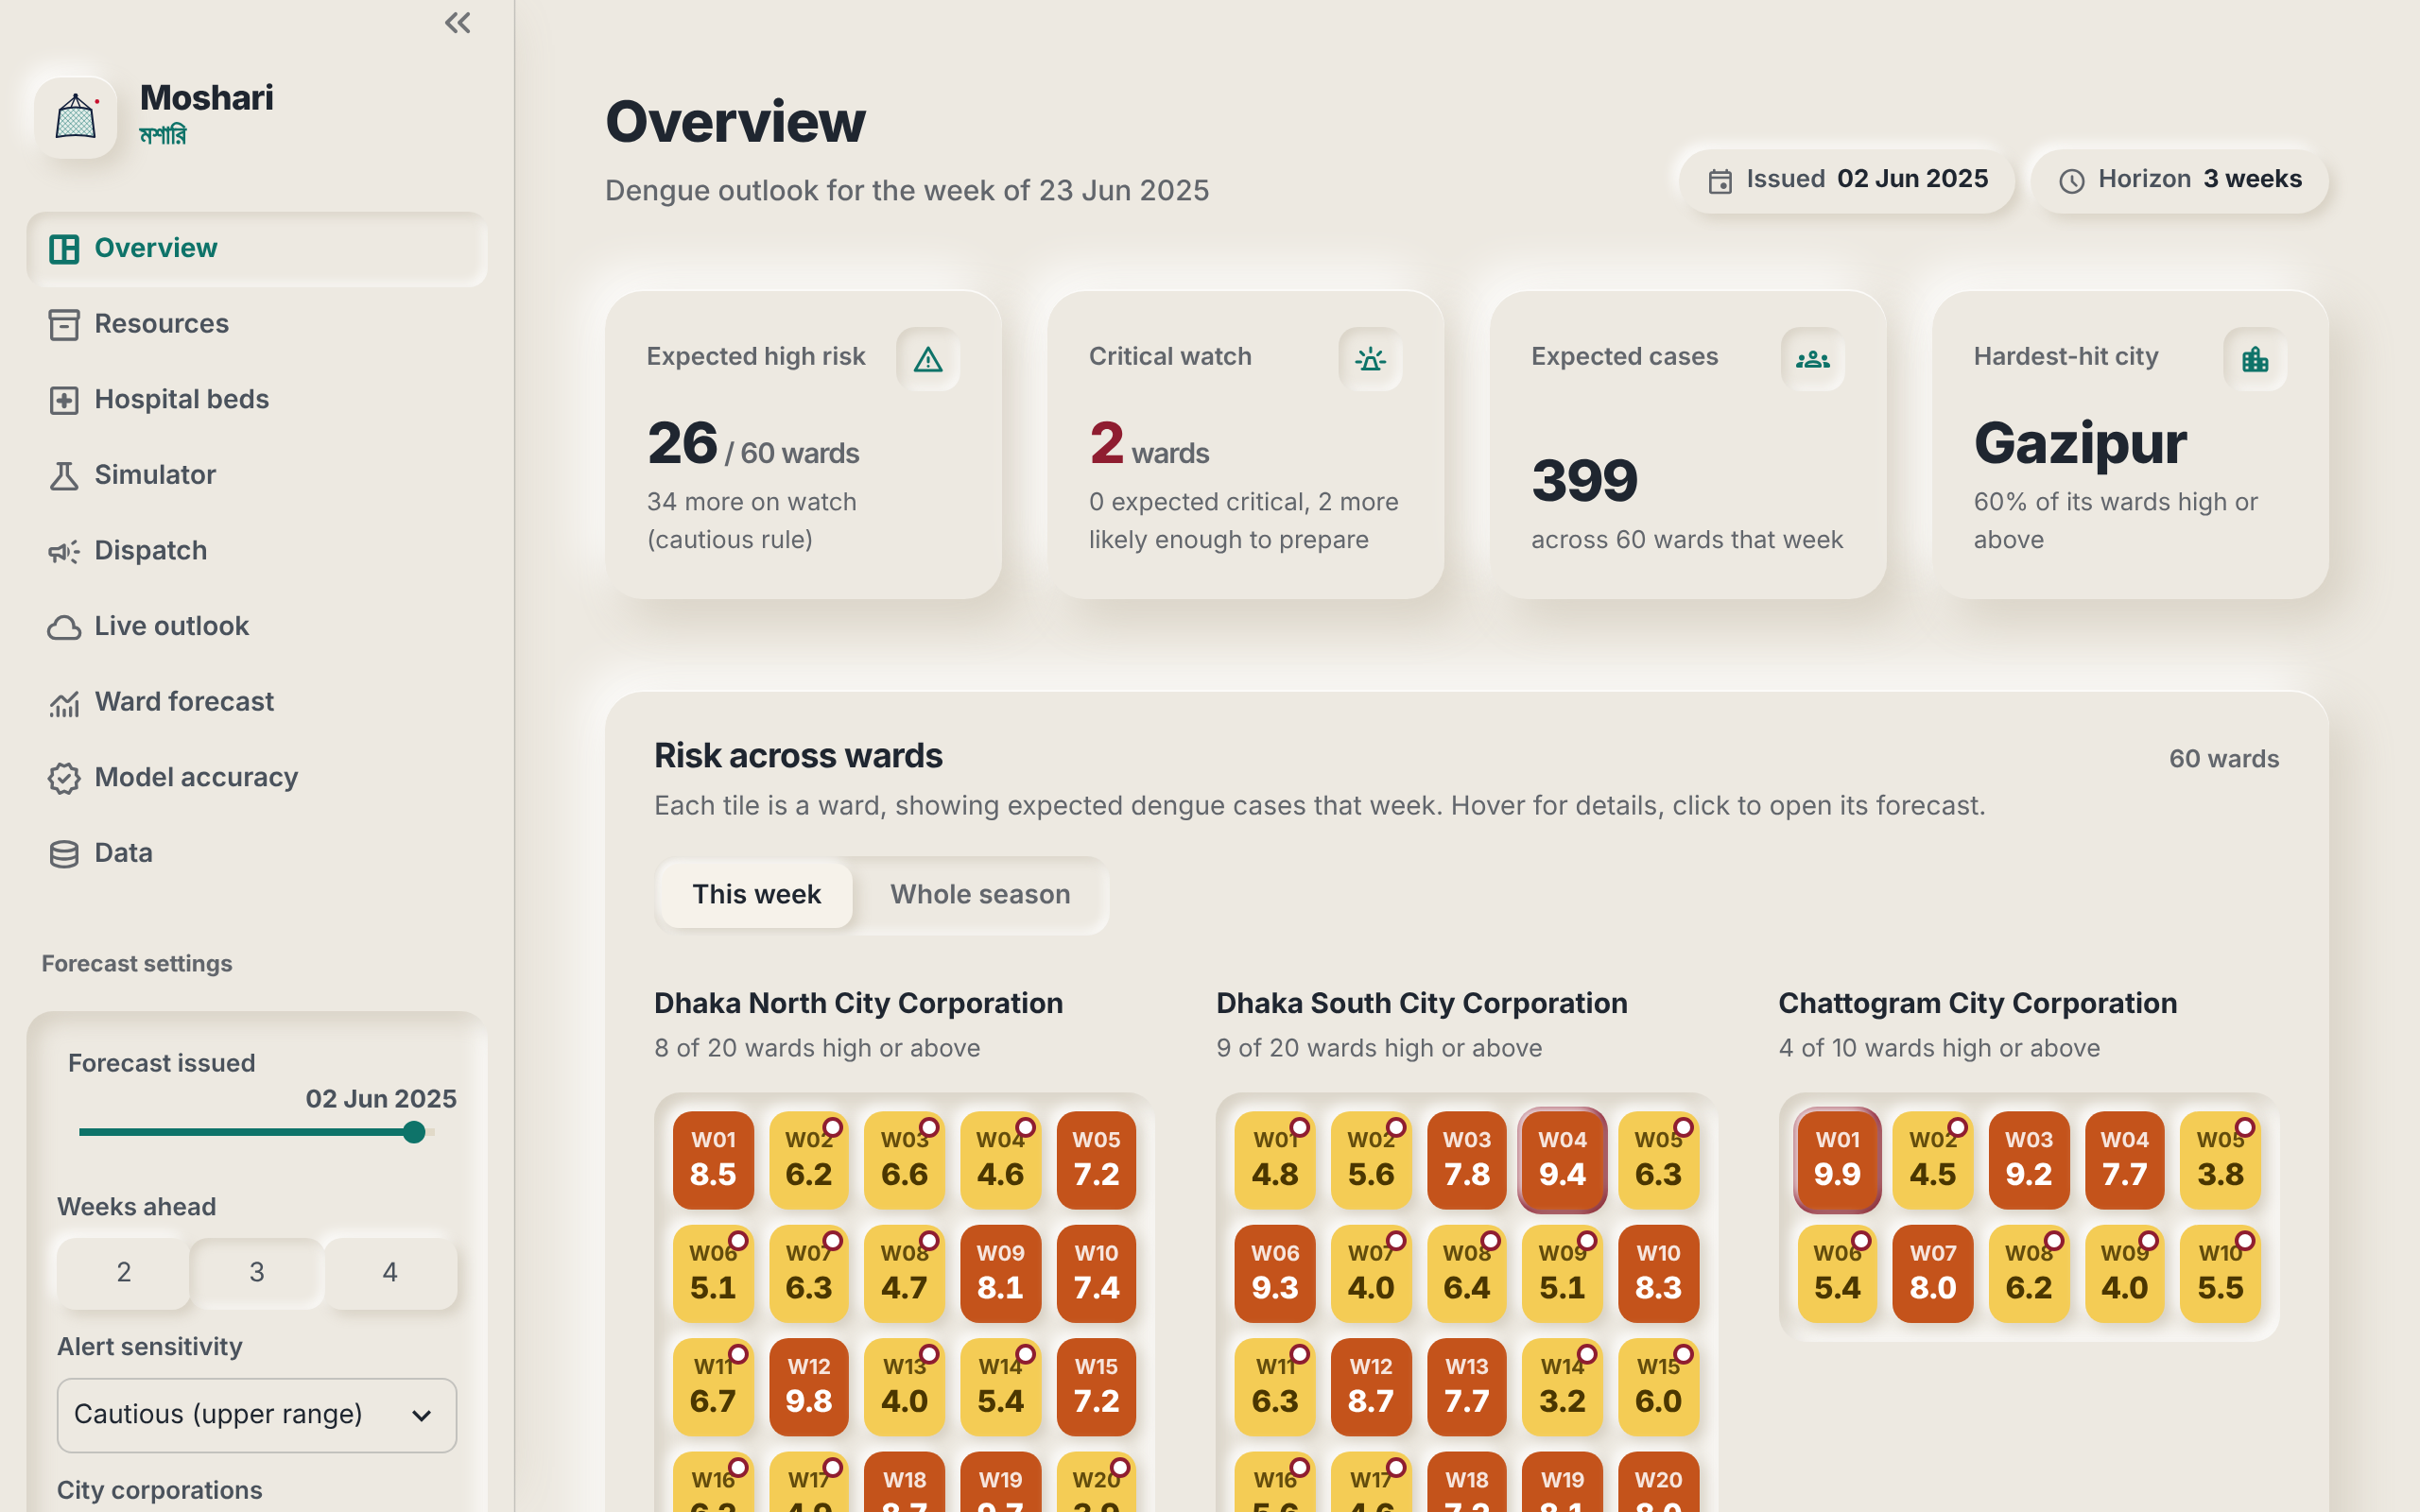 Moshari
মশারি
Overview
Resources
Hospital beds
Simulator
Dispatch
Live outlook
Ward forecast
Model accuracy
Data
Forecast settings
Forecast issued
02 Jun 2025
Weeks ahead
2 3 4
Alert sensitivity
Cautious (upper range)
City corporations
Overview
Dengue outlook for the week of 23 Jun 2025
Issued 02 Jun 2025
Horizon 3 weeks
Expected high risk
26 / 60 wards
34 more on watch
(cautious rule)
Critical watch
2 wards
0 expected critical, 2 more
likely enough to prepare
Expected cases
399
across 60 wards that week
Hardest-hit city
Gazipur
60% of its wards high or
above
Risk across wards
60 wards
Each tile is a ward, showing expected dengue cases that week. Hover for details, click to open its forecast.
This week Whole season
Dhaka North City Corporation
8 of 20 wards high or above
W01 W02 W03 W04 W05
8.5 6.2 6.6 4.6 7.2
W06 W07 W08 W09 W10
5.1 6.3 4.7 8.1 7.4
W11 W12 W13 W14 W15
6.7 9.8 4.0 5.4 7.2
W16 W17 W18 W19 W20
Dhaka South City Corporation
9 of 20 wards high or above
W01 W02 W03 W04 W05
4.8 5.6 7.8 9.4 6.3
W06 W07 W08 W09 W10
9.3 4.0 6.4 5.1 8.3
W11 W12 W13 W14 W15
6.3 8.7 7.7 3.2 6.0
W16 W17 W18 W19 W20
Chattogram City Corporation
4 of 10 wards high or above
W01 W02 W03 W04 W05
9.9 4.5 9.2 7.7 3.8
W06 W07 W08 W09 W10
5.4 8.0 6.2 4.0 5.5